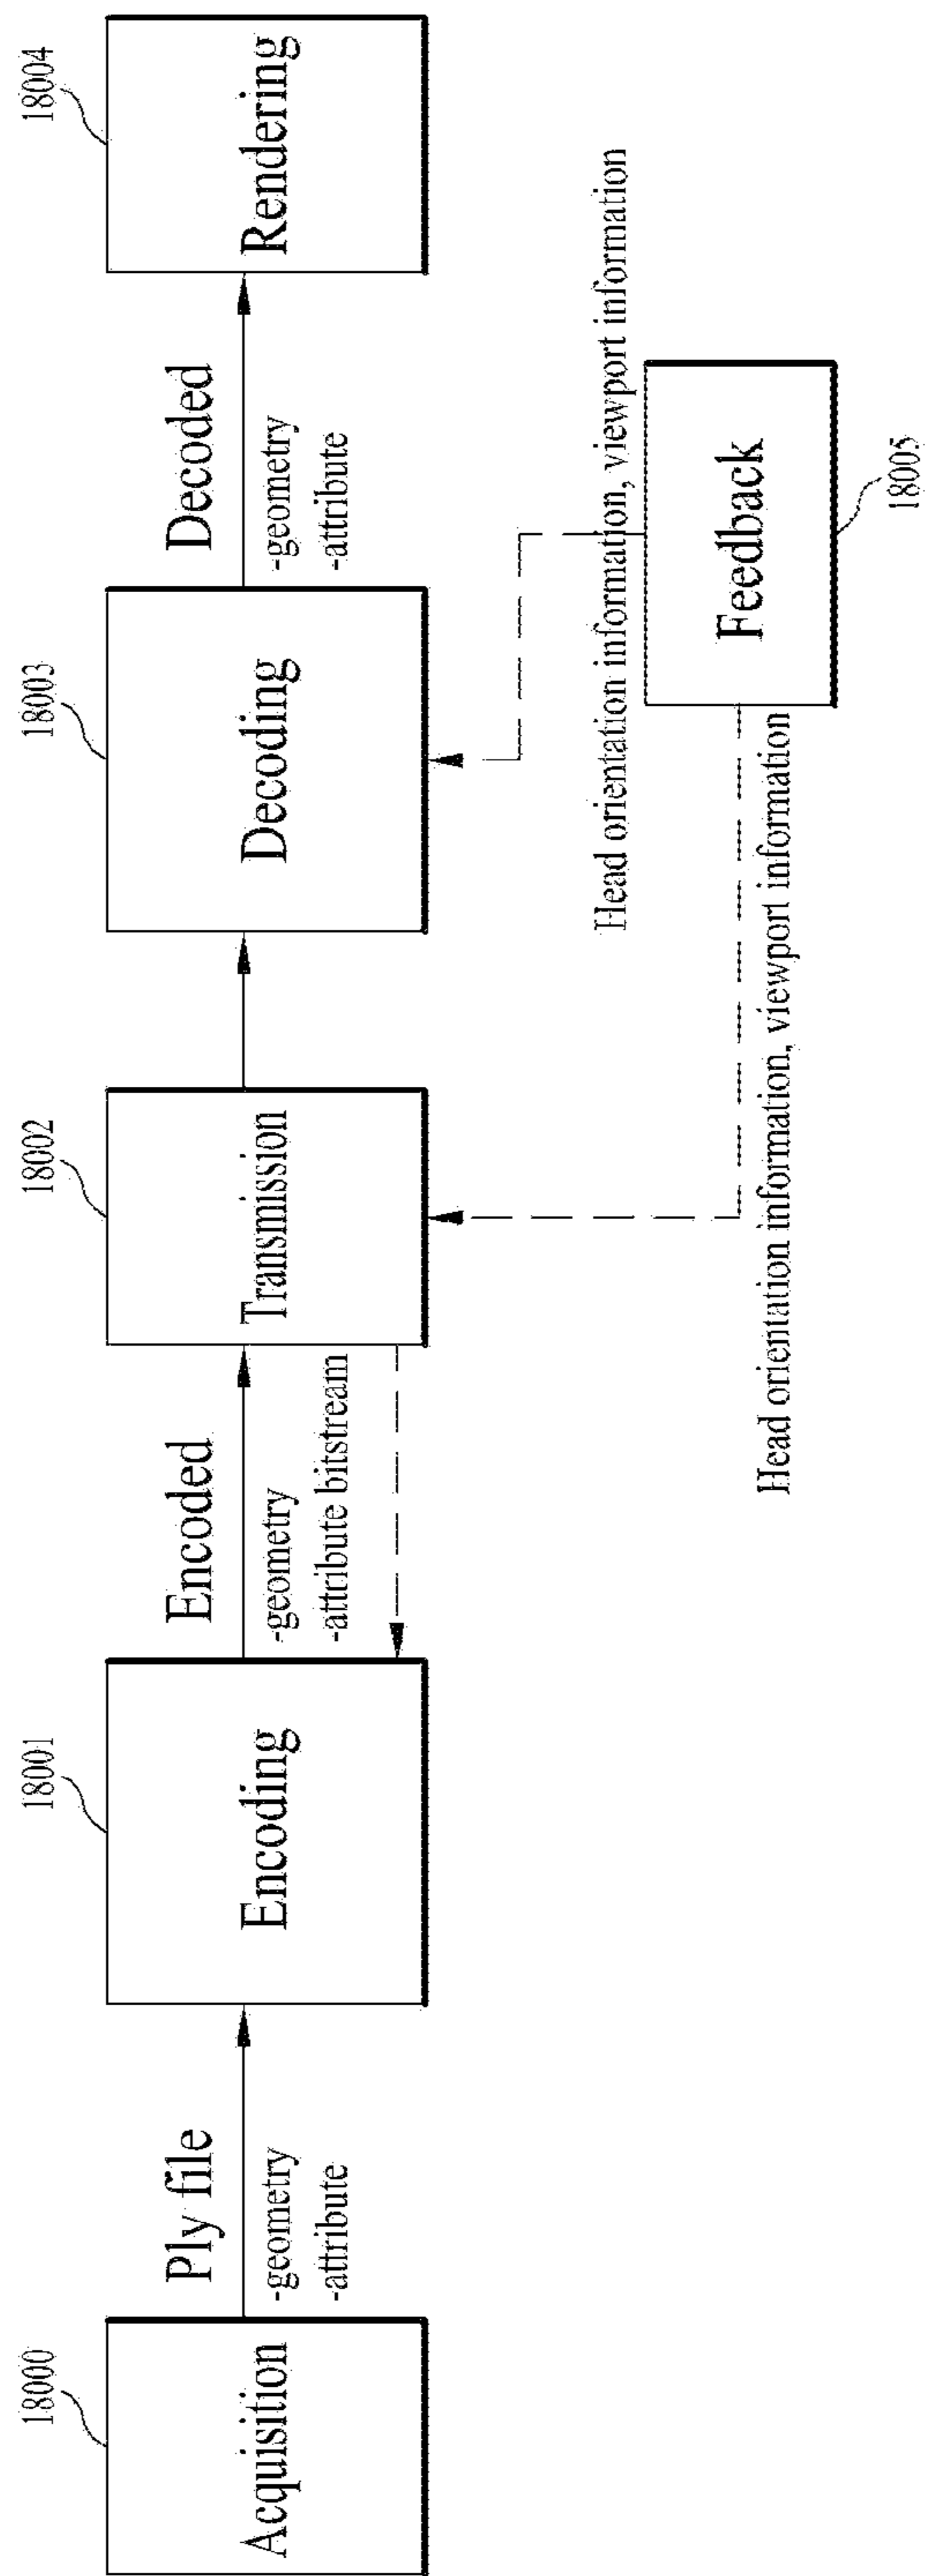 18000
Acquisition
Ply file
-geometry
-attribute
18001
Encoding
Encoded
-geometry
-attribute bitstream
18002
Transmission
18003
Decoding
Decoded
-geometry
-attribute
18004
Rendering
Head orientation information, viewport information
Feedback
18005
Head orientation information, viewport information